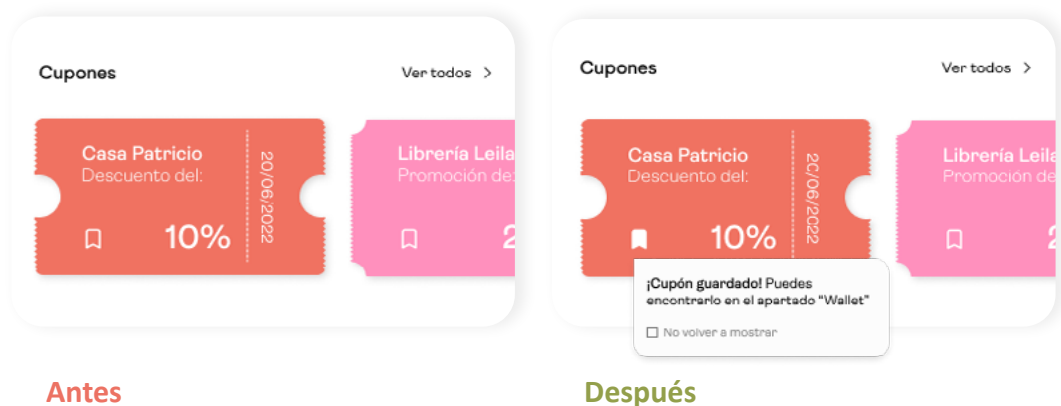 Cupones
Ver todos >
Casa Patricio
Descuento del:
10%
20/06/2022
Librería Leila
Promoción de:
2
Antes
Cupones
Ver todos >
Casa Patricio
Descuento del:
10%
20/06/2022
Librería Leila
Promoción de
2
¡Cupón guardado! Puedes
encontrarlo en el apartado “Wallet”
No volver a mostrar
Después